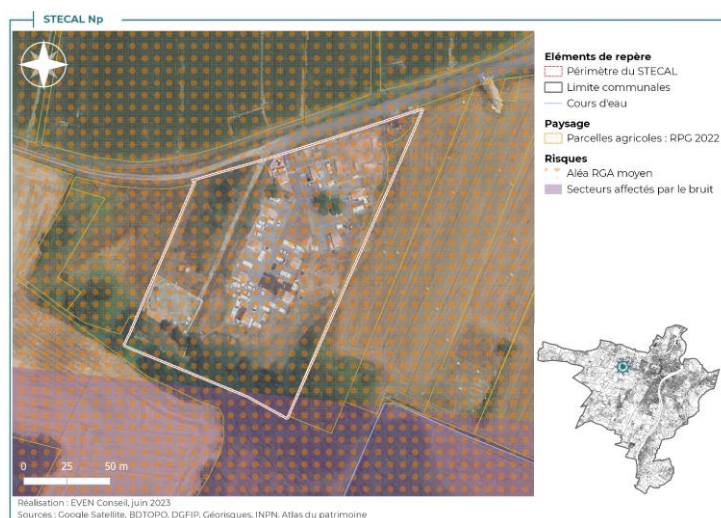 STECAL Np
Eléments de repère
Périmètre du STECAL
Limite communales
Cours d'eau
Paysage
Parcelles agricoles : RPG 2022
Risques
Aléa RGA moyen
Secteurs affectés par le bruit
0 25 50 m
Réalisation : EVEN Conseil, juin 2023
Sources : Google Satellite, BDTOPO, DGFIP, Géorisques, INPN, Atlas du patrimoine